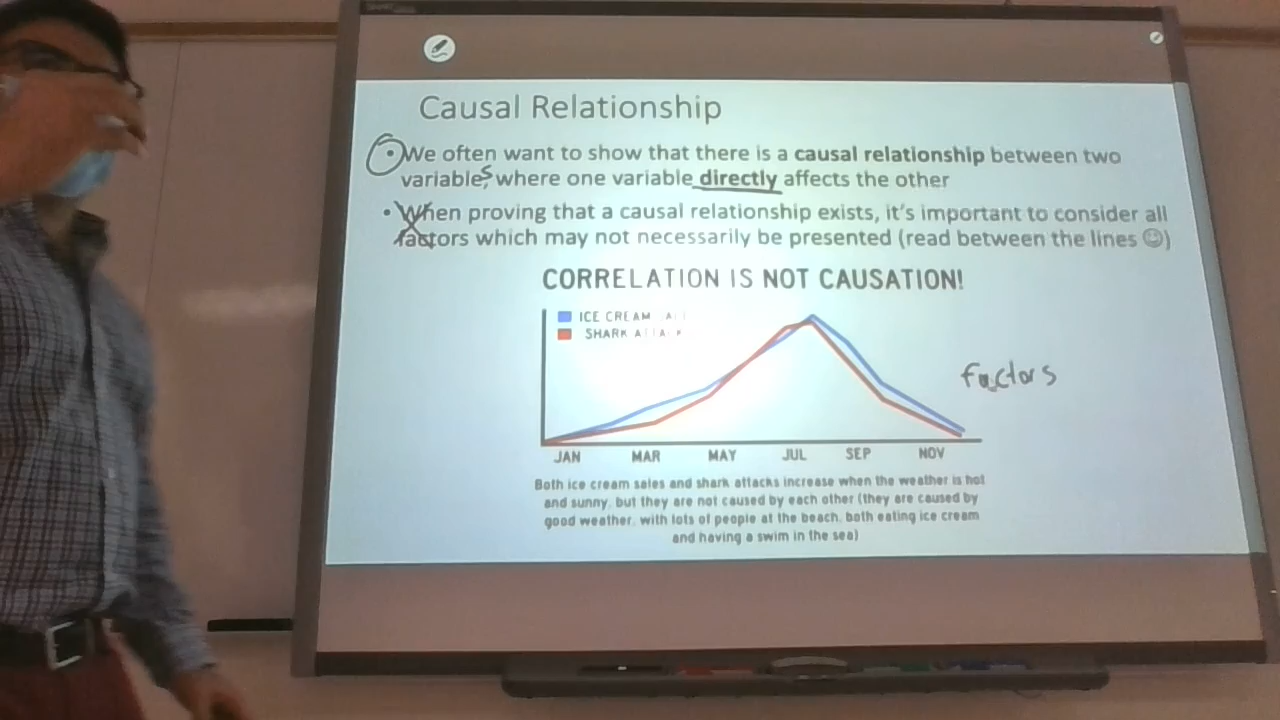 Causal Relationship
•We often want to show that there is a causal relationship between two
variables, where one variable directly affects the other
• When proving that a causal relationship exists, it's important to consider all
factors which may not necessarily be presented (read between the lines ☺)
CORRELATION IS NOT CAUSATION!
ICE CREAM
SHARK
factors
JAN MAR MAY JUL SEP NOV
Both ice cream sales and shark attacks increase when the weather is hot
and sunny, but they are not caused by each other (they are caused by
good weather, with lots of people at the beach, both eating ice cream
and having a swim in the sea)